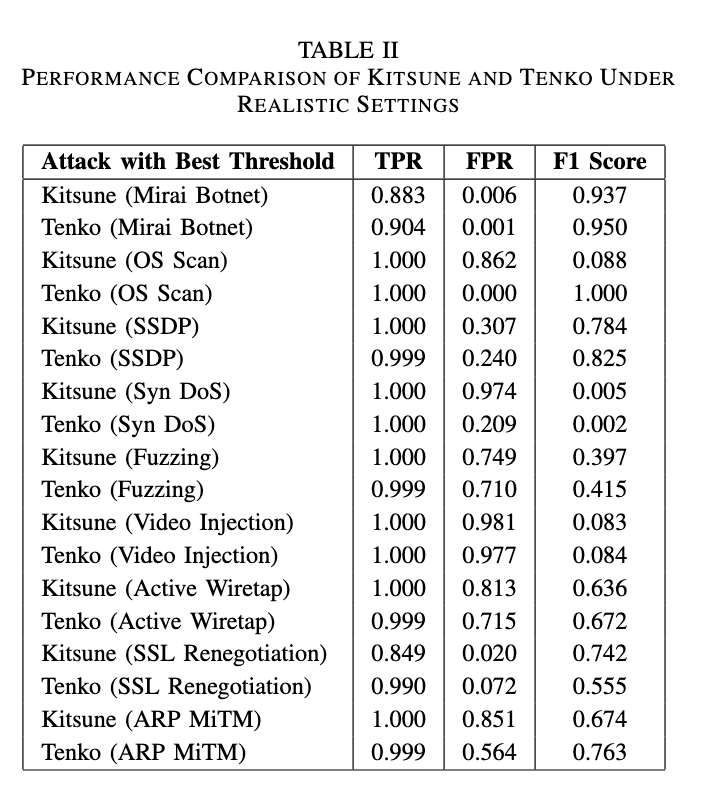 TABLE II
PERFORMANCE COMPARISON OF KITSUNE AND TENKO UNDER
REALISTIC SETTINGS
Attack with Best Threshold TPR FPR F1 Score
Kitsune (Mirai Botnet) 0.883 0.006 0.937
Tenko (Mirai Botnet) 0.904 0.001 0.950
Kitsune (OS Scan) 1.000 0.862 0.088
Tenko (OS Scan) 1.000 0.000 1.000
Kitsune (SSDP) 1.000 0.307 0.784
Tenko (SSDP) 0.999 0.240 0.825
Kitsune (Syn DoS) 1.000 0.974 0.005
Tenko (Syn DoS) 1.000 0.209 0.002
Kitsune (Fuzzing) 1.000 0.749 0.397
Tenko (Fuzzing) 0.999 0.710 0.415
Kitsune (Video Injection) 1.000 0.981 0.083
Tenko (Video Injection) 1.000 0.977 0.084
Kitsune (Active Wiretap) 1.000 0.813 0.636
Tenko (Active Wiretap) 0.999 0.715 0.672
Kitsune (SSL Renegotiation) 0.849 0.020 0.742
Tenko (SSL Renegotiation) 0.990 0.072 0.555
Kitsune (ARP MiTM) 1.000 0.851 0.674
Tenko (ARP MiTM) 0.999 0.564 0.763